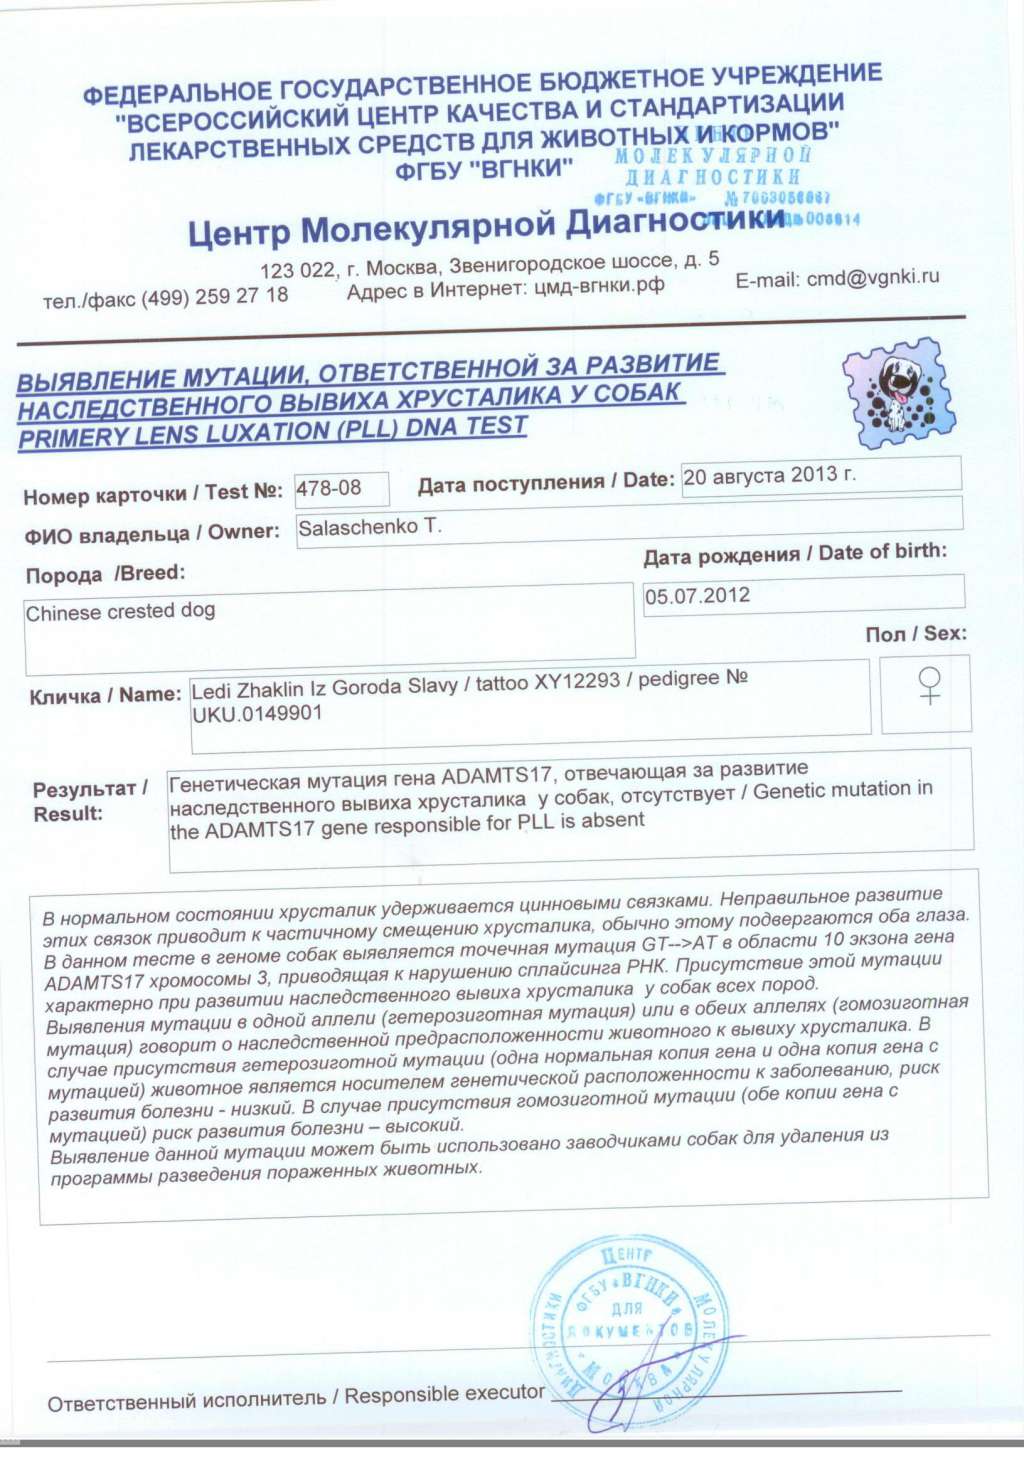 ФЕДЕРАЛЬНОЕ ГОСУДАРСТВЕННОЕ БЮДЖЕТНОЕ УЧРЕЖДЕНИЕ
"ВСЕРОССИЙСКИЙ ЦЕНТР КАЧЕСТВА И СТАНДАРТИЗАЦИИ
ЛЕКАРСТВЕННЫХ СРЕДСТВ ДЛЯ ЖИВОТНЫХ И КОРМОВ"
ФГБУ "ВГНКИ"
МОЛЕКУЛЯРНОЙ
ДИАГНОСТИКИ
ФГБУ «ВГНКИ»
Центр Молекулярной Диагностики
123 022, г. Москва, Звенигородское шоссе, д. 5
тел./факс (499) 259 27 18 Адрес в Интернет: цмд-вгнки.рф E-mail: cmd@vgnki.ru
ВЫЯВЛЕНИЕ МУТАЦИИ, ОТВЕТСТВЕННОЙ ЗА РАЗВИТИЕ
НАСЛЕДСТВЕННОГО ВЫВИХА ХРУСТАЛИКА У СОБАК
PRIMERY LENS LUXATION (PLL) DNA TEST
Номер карточки / Test №: 478-08 Дата поступления / Date: 20 августа 2013 г.
ФИО владельца / Owner: Salaschenko T.
Порода /Breed: Дата рождения / Date of birth:
Chinese crested dog 05.07.2012
Пол / Sex:
Кличка / Name: Ledi Zhaklin Iz Goroda Slavy / tattoo XY12293 / pedigree № ♀
UKU.0149901
Результат / Генетическая мутация гена ADAMTS17, отвечающая за развитие
Result: наследственного вывиха хрусталика у собак, отсутствует / Genetic mutation in
the ADAMTS17 gene responsible for PLL is absent
В нормальном состоянии хрусталик удерживается цинновыми связками. Неправильное развитие
этих связок приводит к частичному смещению хрусталика, обычно этому подвергаются оба глаза.
В данном тесте в геноме собак выявляется точечная мутация GT-->AT в области 10 экзона гена
ADAMTS17 хромосомы 3, приводящая к нарушению сплайсинга РНК. Присутствие этой мутации
характерно при развитии наследственного вывиха хрусталика у собак всех пород.
Выявления мутации в одной аллели (гетерозиготная мутация) или в обеих аллелях (гомозиготная
мутация) говорит о наследственной предрасположенности животного к вывиху хрусталика. В
случае присутствия гетерозиготной мутации (одна нормальная копия гена и одна копия гена с
мутацией) животное является носителем генетической расположенности к заболеванию, риск
развития болезни - низкий. В случае присутствия гомозиготной мутации (обе копии гена с
мутацией) риск развития болезни – высокий.
Выявление данной мутации может быть использовано заводчиками собак для удаления из
программы разведения пораженных животных.
ЦЕНТР МОЛЕКУЛЯРНОЙ ДИАГНОСТИКИ
ФГБУ «ВГНКИ»
ДЛЯ
ДОКУМЕНТОВ
МОСКВА
Ответственный исполнитель / Responsible executor